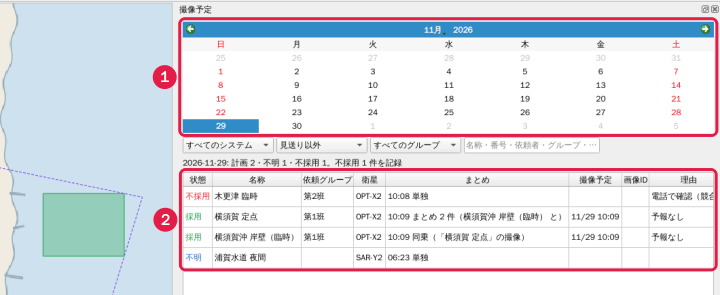 撮像予定
11月, 2026
日 月 火 水 木 金 土
25 26 27 28 29 30 31
1 2 3 4 5 6 7
8 9 10 11 12 13 14
15 16 17 18 19 20 21
22 23 24 25 26 27 28
29 30 1 2 3 4 5
1
すべてのシステム 見送り以外 すべてのグループ 名称・番号・依頼者・グループ・…
2026-11-29: 計画 2・不明 1・不採用 1。不採用 1 件を記録
状態 名称 依頼グループ 衛星 まとめ 撮像予定 画像ID 理由
不採用 木更津 臨時 第2班 OPT-X2 10:08 単独 電話で確認（競合
2
採用 横須賀 定点 第1班 OPT-X2 10:09 まとめ 2 件（横須賀沖 岸壁（臨時） と） 11/29 10:09 予報なし
採用 横須賀沖 岸壁（臨時） 第1班 OPT-X2 10:09 同乗（「横須賀 定点」の撮像） 11/29 10:09 予報なし
不明 浦賀水道 夜間 SAR-Y2 06:23 単独